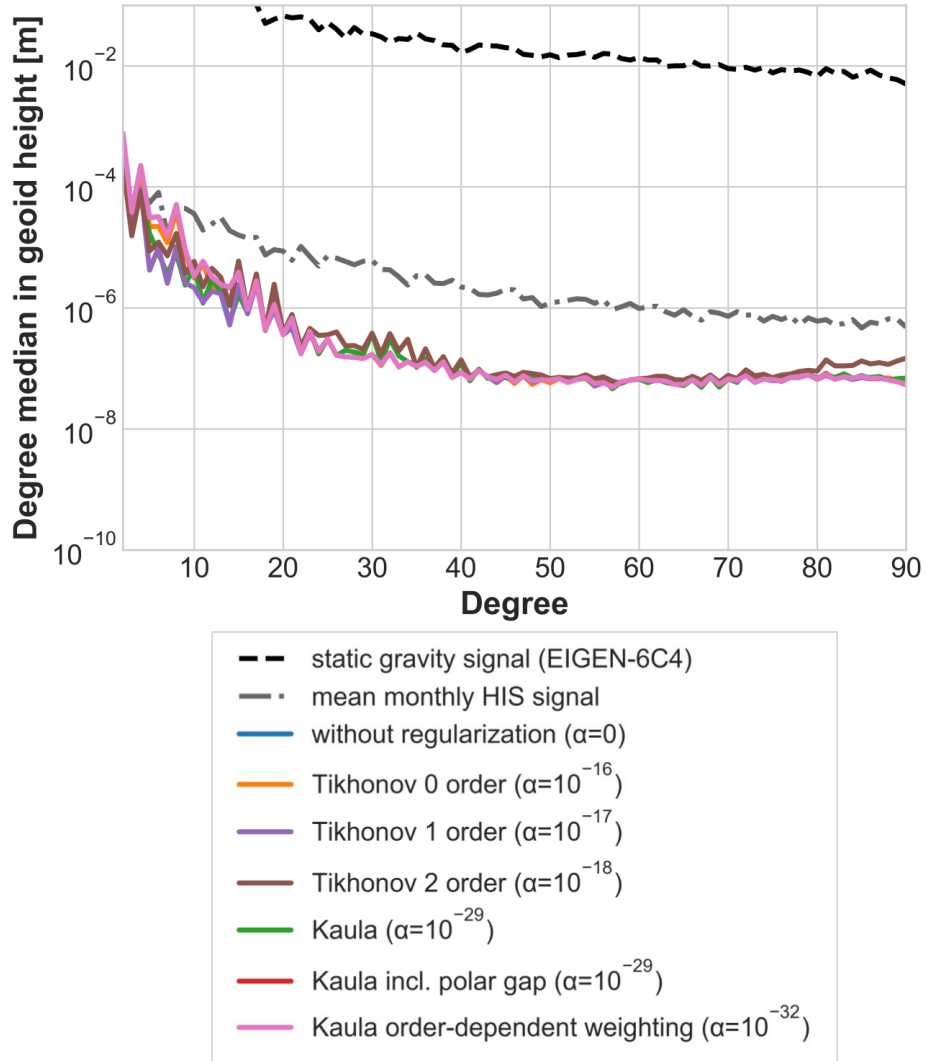 Degree median in geoid height [m]
10⁻²
10⁻⁴
10⁻⁶
10⁻⁸
10⁻¹⁰
10 20 30 40 50 60 70 80 90
Degree
static gravity signal (EIGEN-6C4)
mean monthly HIS signal
without regularization (α=0)
Tikhonov 0 order (α=10⁻¹⁶)
Tikhonov 1 order (α=10⁻¹⁷)
Tikhonov 2 order (α=10⁻¹⁸)
Kaula (α=10⁻²⁹)
Kaula incl. polar gap (α=10⁻²⁹)
Kaula order-dependent weighting (α=10⁻³²)